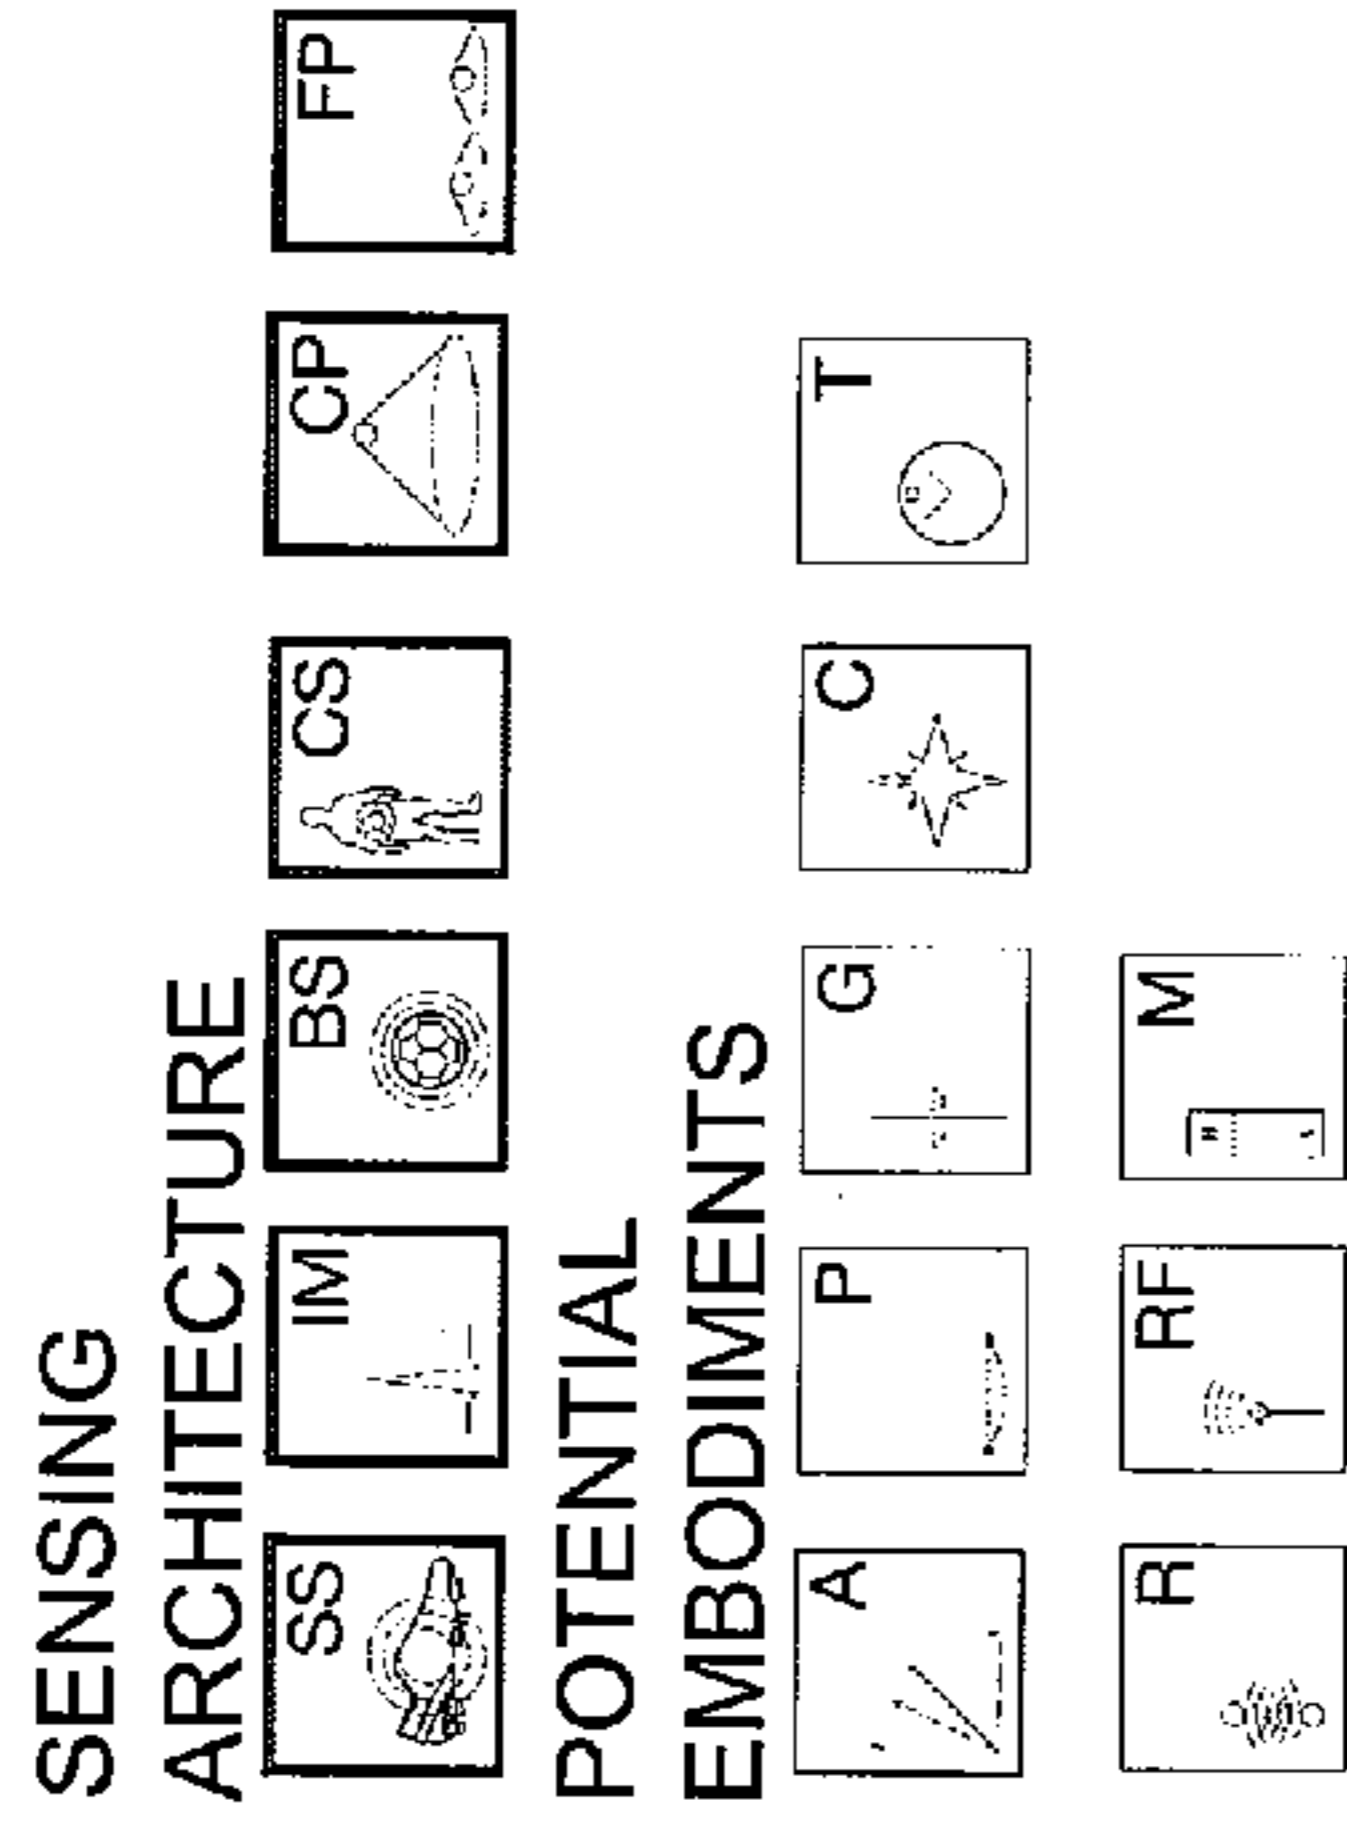 SENSING
ARCHITECTURE
SS IM BS CS CP FP
POTENTIAL
EMBODIMENTS
A P G C T
R RF M